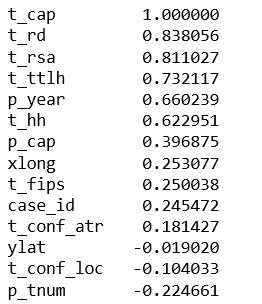 t_cap 1.000000
t_rd 0.838056
t_rsa 0.811027
t_ttlh 0.732117
p_year 0.660239
t_hh 0.622951
p_cap 0.396875
xlong 0.253077
t_fips 0.250038
case_id 0.245472
t_conf_atr 0.181427
ylat -0.019020
t_conf_loc -0.104033
p_tnum -0.224661